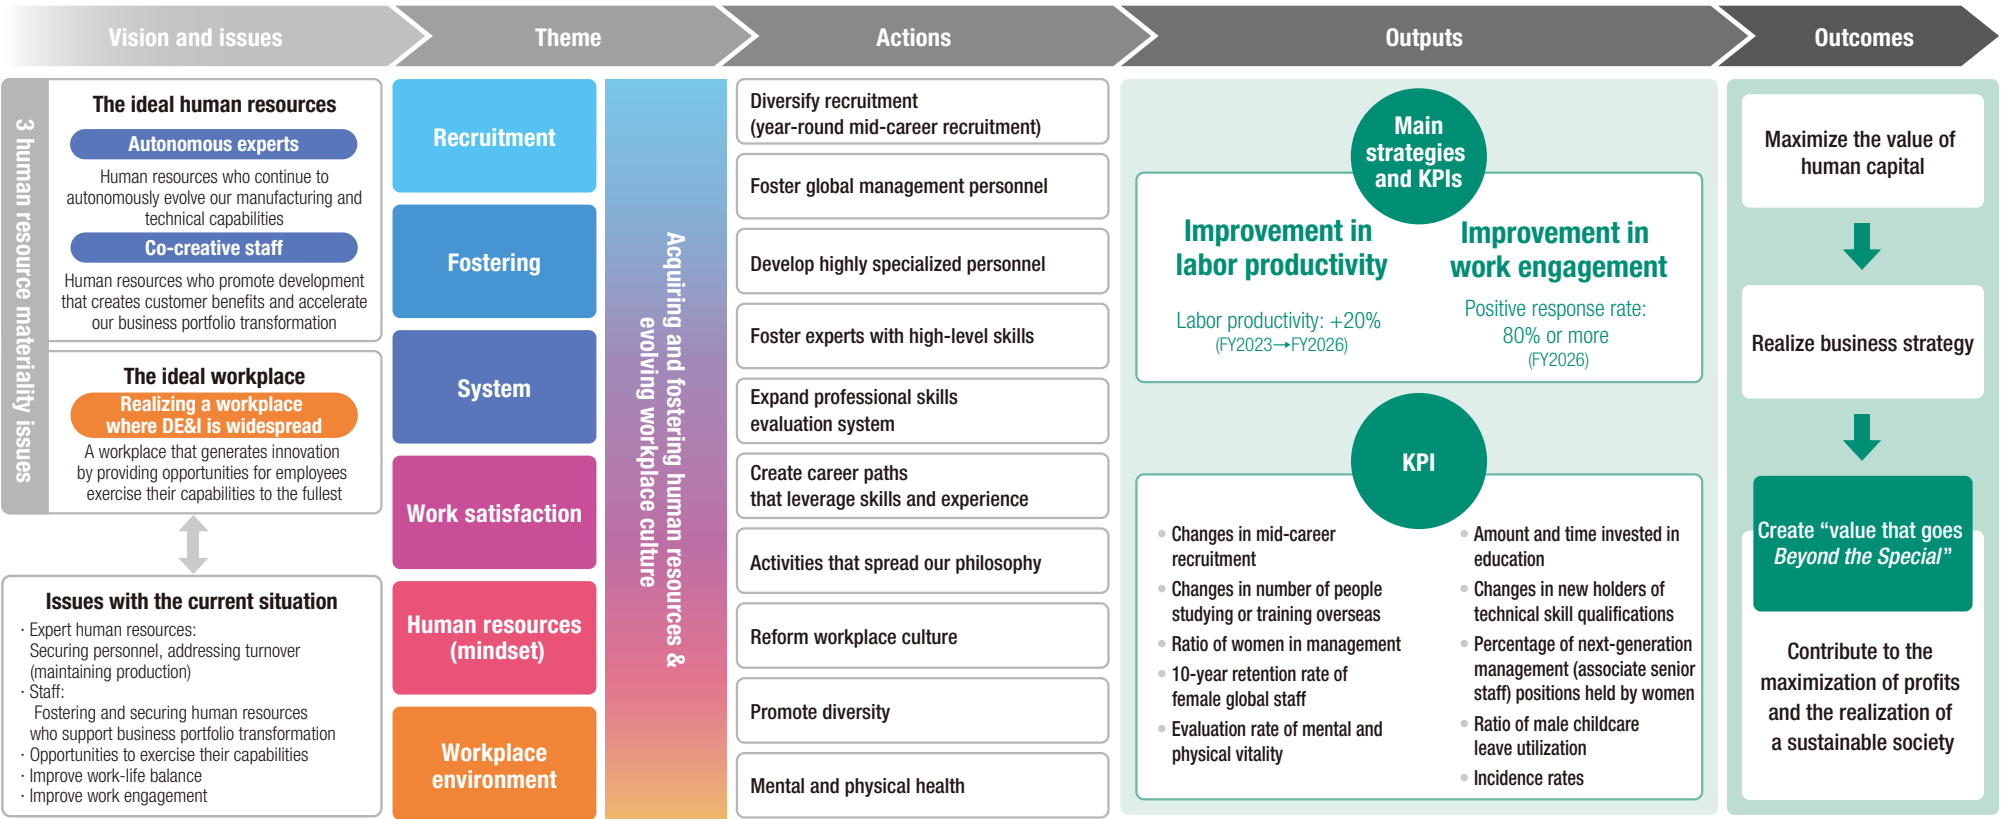 Vision and issues
Theme
Actions
Outputs
Outcomes
3 human resource materiality issues
The ideal human resources
Autonomous experts
Human resources who continue to
autonomously evolve our manufacturing and
technical capabilities
Co-creative staff
Human resources who promote development
that creates customer benefits and accelerate
our business portfolio transformation
The ideal workplace
Realizing a workplace
where DE&I is widespread
A workplace that generates innovation
by providing opportunities for employees
exercise their capabilities to the fullest
Issues with the current situation
· Expert human resources:
Securing personnel, addressing turnover
(maintaining production)
· Staff:
Fostering and securing human resources
who support business portfolio transformation
· Opportunities to exercise their capabilities
· Improve work-life balance
· Improve work engagement
Recruitment
Fostering
System
Work satisfaction
Human resources
(mindset)
Workplace
environment
Acquiring and fostering human resources &
evolving workplace culture
Diversify recruitment
(year-round mid-career recruitment)
Foster global management personnel
Develop highly specialized personnel
Foster experts with high-level skills
Expand professional skills
evaluation system
Create career paths
that leverage skills and experience
Activities that spread our philosophy
Reform workplace culture
Promote diversity
Mental and physical health
Main
strategies
and KPIs
Improvement in
labor productivity
Labor productivity: +20%
(FY2023→FY2026)
Improvement in
work engagement
Positive response rate:
80% or more
(FY2026)
KPI
• Changes in mid-career
recruitment
• Changes in number of people
studying or training overseas
• Ratio of women in management
• 10-year retention rate of
female global staff
• Evaluation rate of mental and
physical vitality
• Amount and time invested in
education
• Changes in new holders of
technical skill qualifications
• Percentage of next-generation
management (associate senior
staff) positions held by women
• Ratio of male childcare
leave utilization
• Incidence rates
Maximize the value of
human capital
Realize business strategy
Create “value that goes
Beyond the Special”
Contribute to the
maximization of profits
and the realization of
a sustainable society